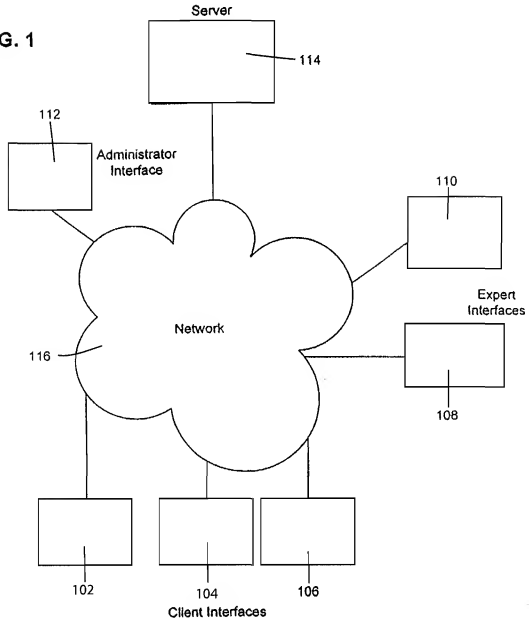 G. 1
Server
114
112
Administrator
Interface
110
Expert
Interfaces
Network
116
108
102
104
106
Client Interfaces